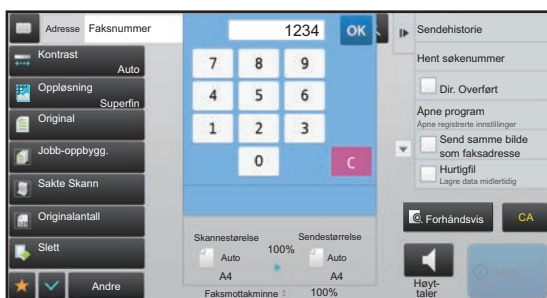 Adresse Faksnummer
1234 OK
Kontrast
Auto
Oppløsning
Superfin
Original
Jobb-oppbygg.
Sakte Skann
Originalantall
Slett
Andre
7 8 9
4 5 6
1 2 3
0 C
Skannestørelse Sendestørrelse
100%
Auto Auto
A4 A4
Faksmottakminne : 100%
Sendehistorie
Hent søkenummer
Dir. Overført
Åpne program
Åpne registrerte innstillinger
Send samme bilde
som faksadresse
Hurtigfil
Lagre data midlertidig
Forhåndsvis CA
Høyt-
taler
Start